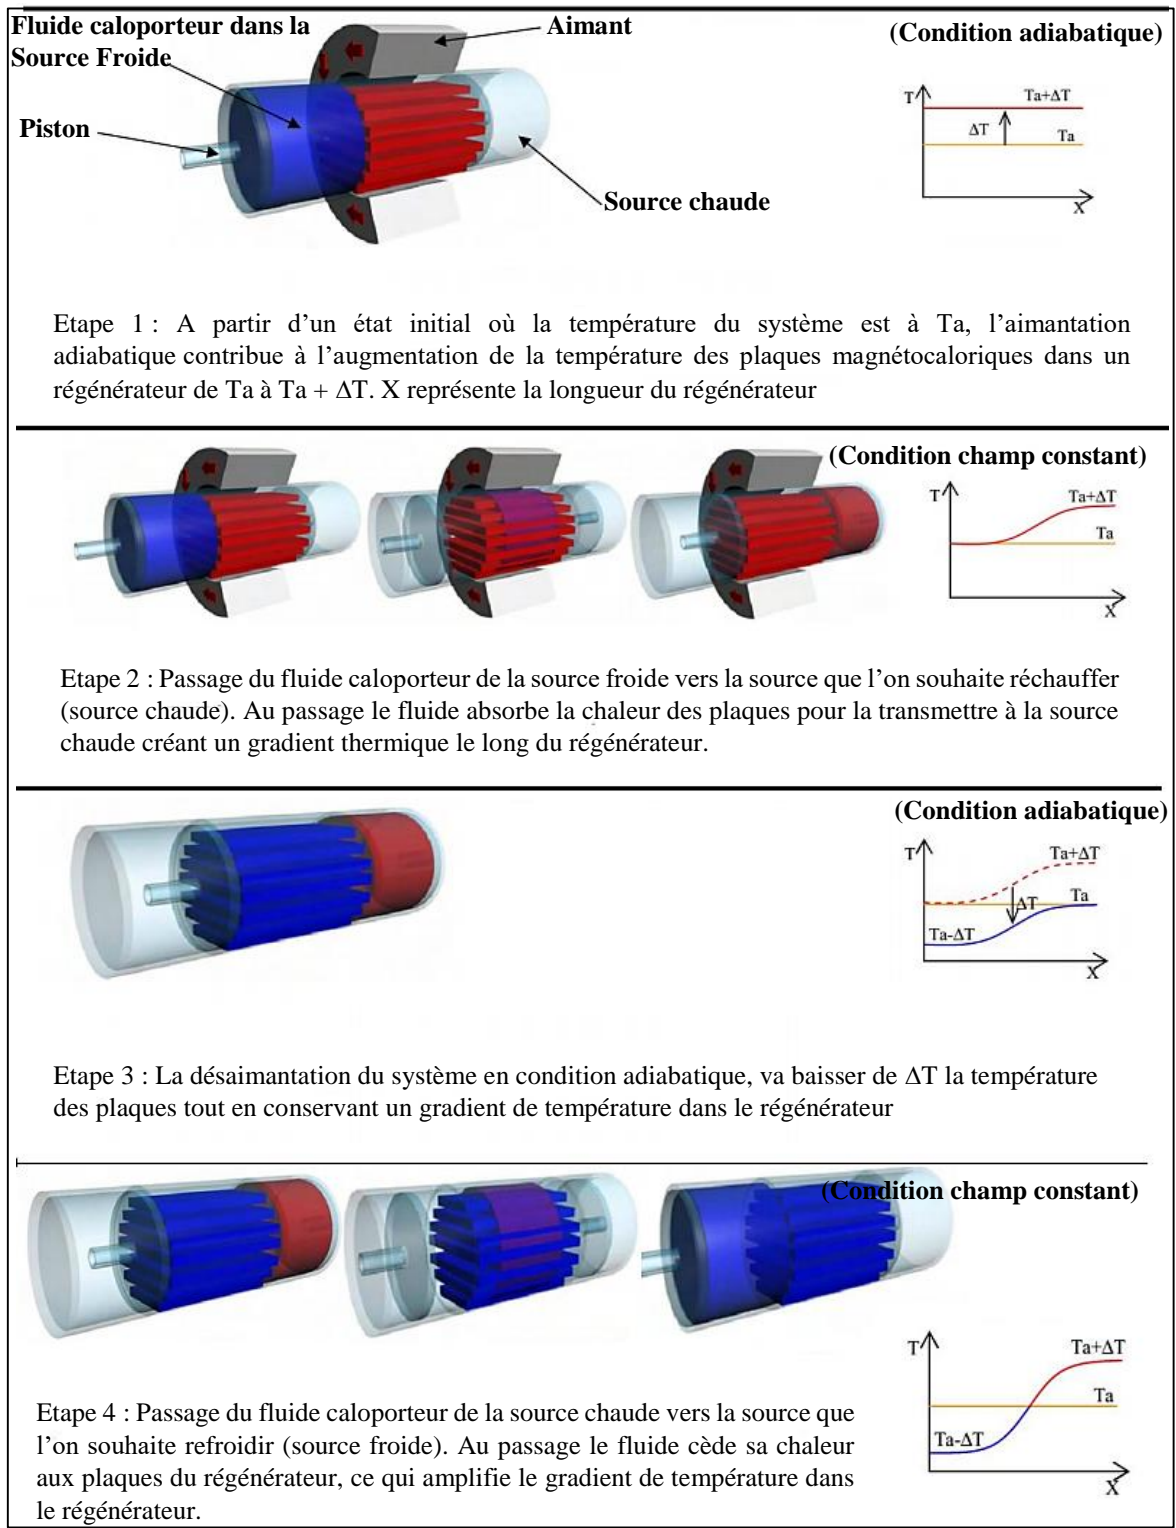 Fluide caloporteur dans la
Source Froide
Aimant
(Condition adiabatique)
Piston
Source chaude
T
Ta+ΔT
ΔT
Ta
X
Etape 1 : A partir d’un état initial où la température du système est à Ta, l’aimantation
adiabatique contribue à l’augmentation de la température des plaques magnétocaloriques dans un
régénérateur de Ta à Ta + ΔT. X représente la longueur du régénérateur
(Condition champ constant)
T
Ta+ΔT
Ta
X
Etape 2 : Passage du fluide caloporteur de la source froide vers la source que l’on souhaite réchauffer
(source chaude). Au passage le fluide absorbe la chaleur des plaques pour la transmettre à la source
chaude créant un gradient thermique le long du régénérateur.
(Condition adiabatique)
T
Ta+ΔT
Ta
ΔT
Ta-ΔT
X
Etape 3 : La désaimantation du système en condition adiabatique, va baisser de ΔT la température
des plaques tout en conservant un gradient de température dans le régénérateur
(Condition champ constant)
T
Ta+ΔT
Ta
Ta-ΔT
X
Etape 4 : Passage du fluide caloporteur de la source chaude vers la source que
l’on souhaite refroidir (source froide). Au passage le fluide cède sa chaleur
aux plaques du régénérateur, ce qui amplifie le gradient de température dans
le régénérateur.